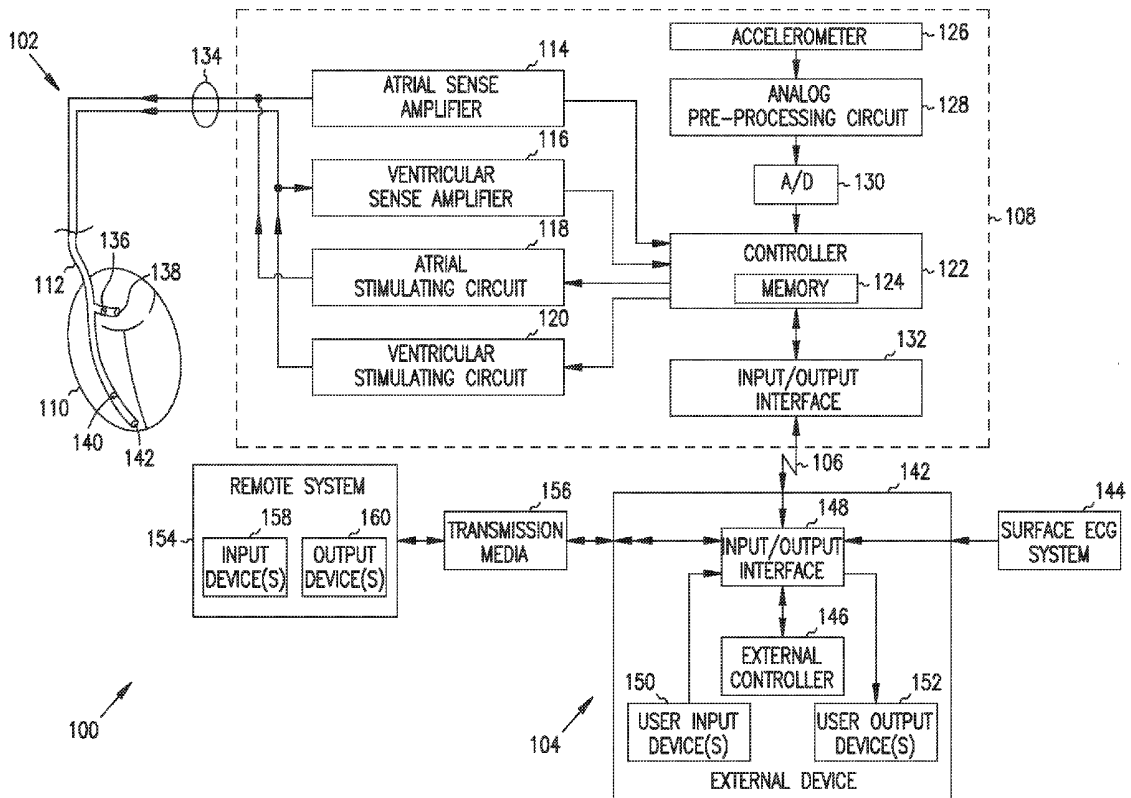 102
134
114
ATRIAL SENSE
AMPLIFIER
116
VENTRICULAR
SENSE AMPLIFIER
118
ATRIAL
STIMULATING CIRCUIT
120
VENTRICULAR
STIMULATING CIRCUIT
ACCELEROMETER
126
ANALOG
PRE-PROCESSING CIRCUIT
128
A/D
130
108
CONTROLLER
122
MEMORY
124
132
INPUT/OUTPUT
INTERFACE
136
138
112
110
140
142
106
REMOTE SYSTEM
154
158
INPUT
DEVICE(S)
160
OUTPUT
DEVICE(S)
156
TRANSMISSION
MEDIA
142
148
INPUT/OUTPUT
INTERFACE
144
SURFACE ECG
SYSTEM
146
EXTERNAL
CONTROLLER
150
USER INPUT
DEVICE(S)
152
USER OUTPUT
DEVICE(S)
EXTERNAL DEVICE
104
100